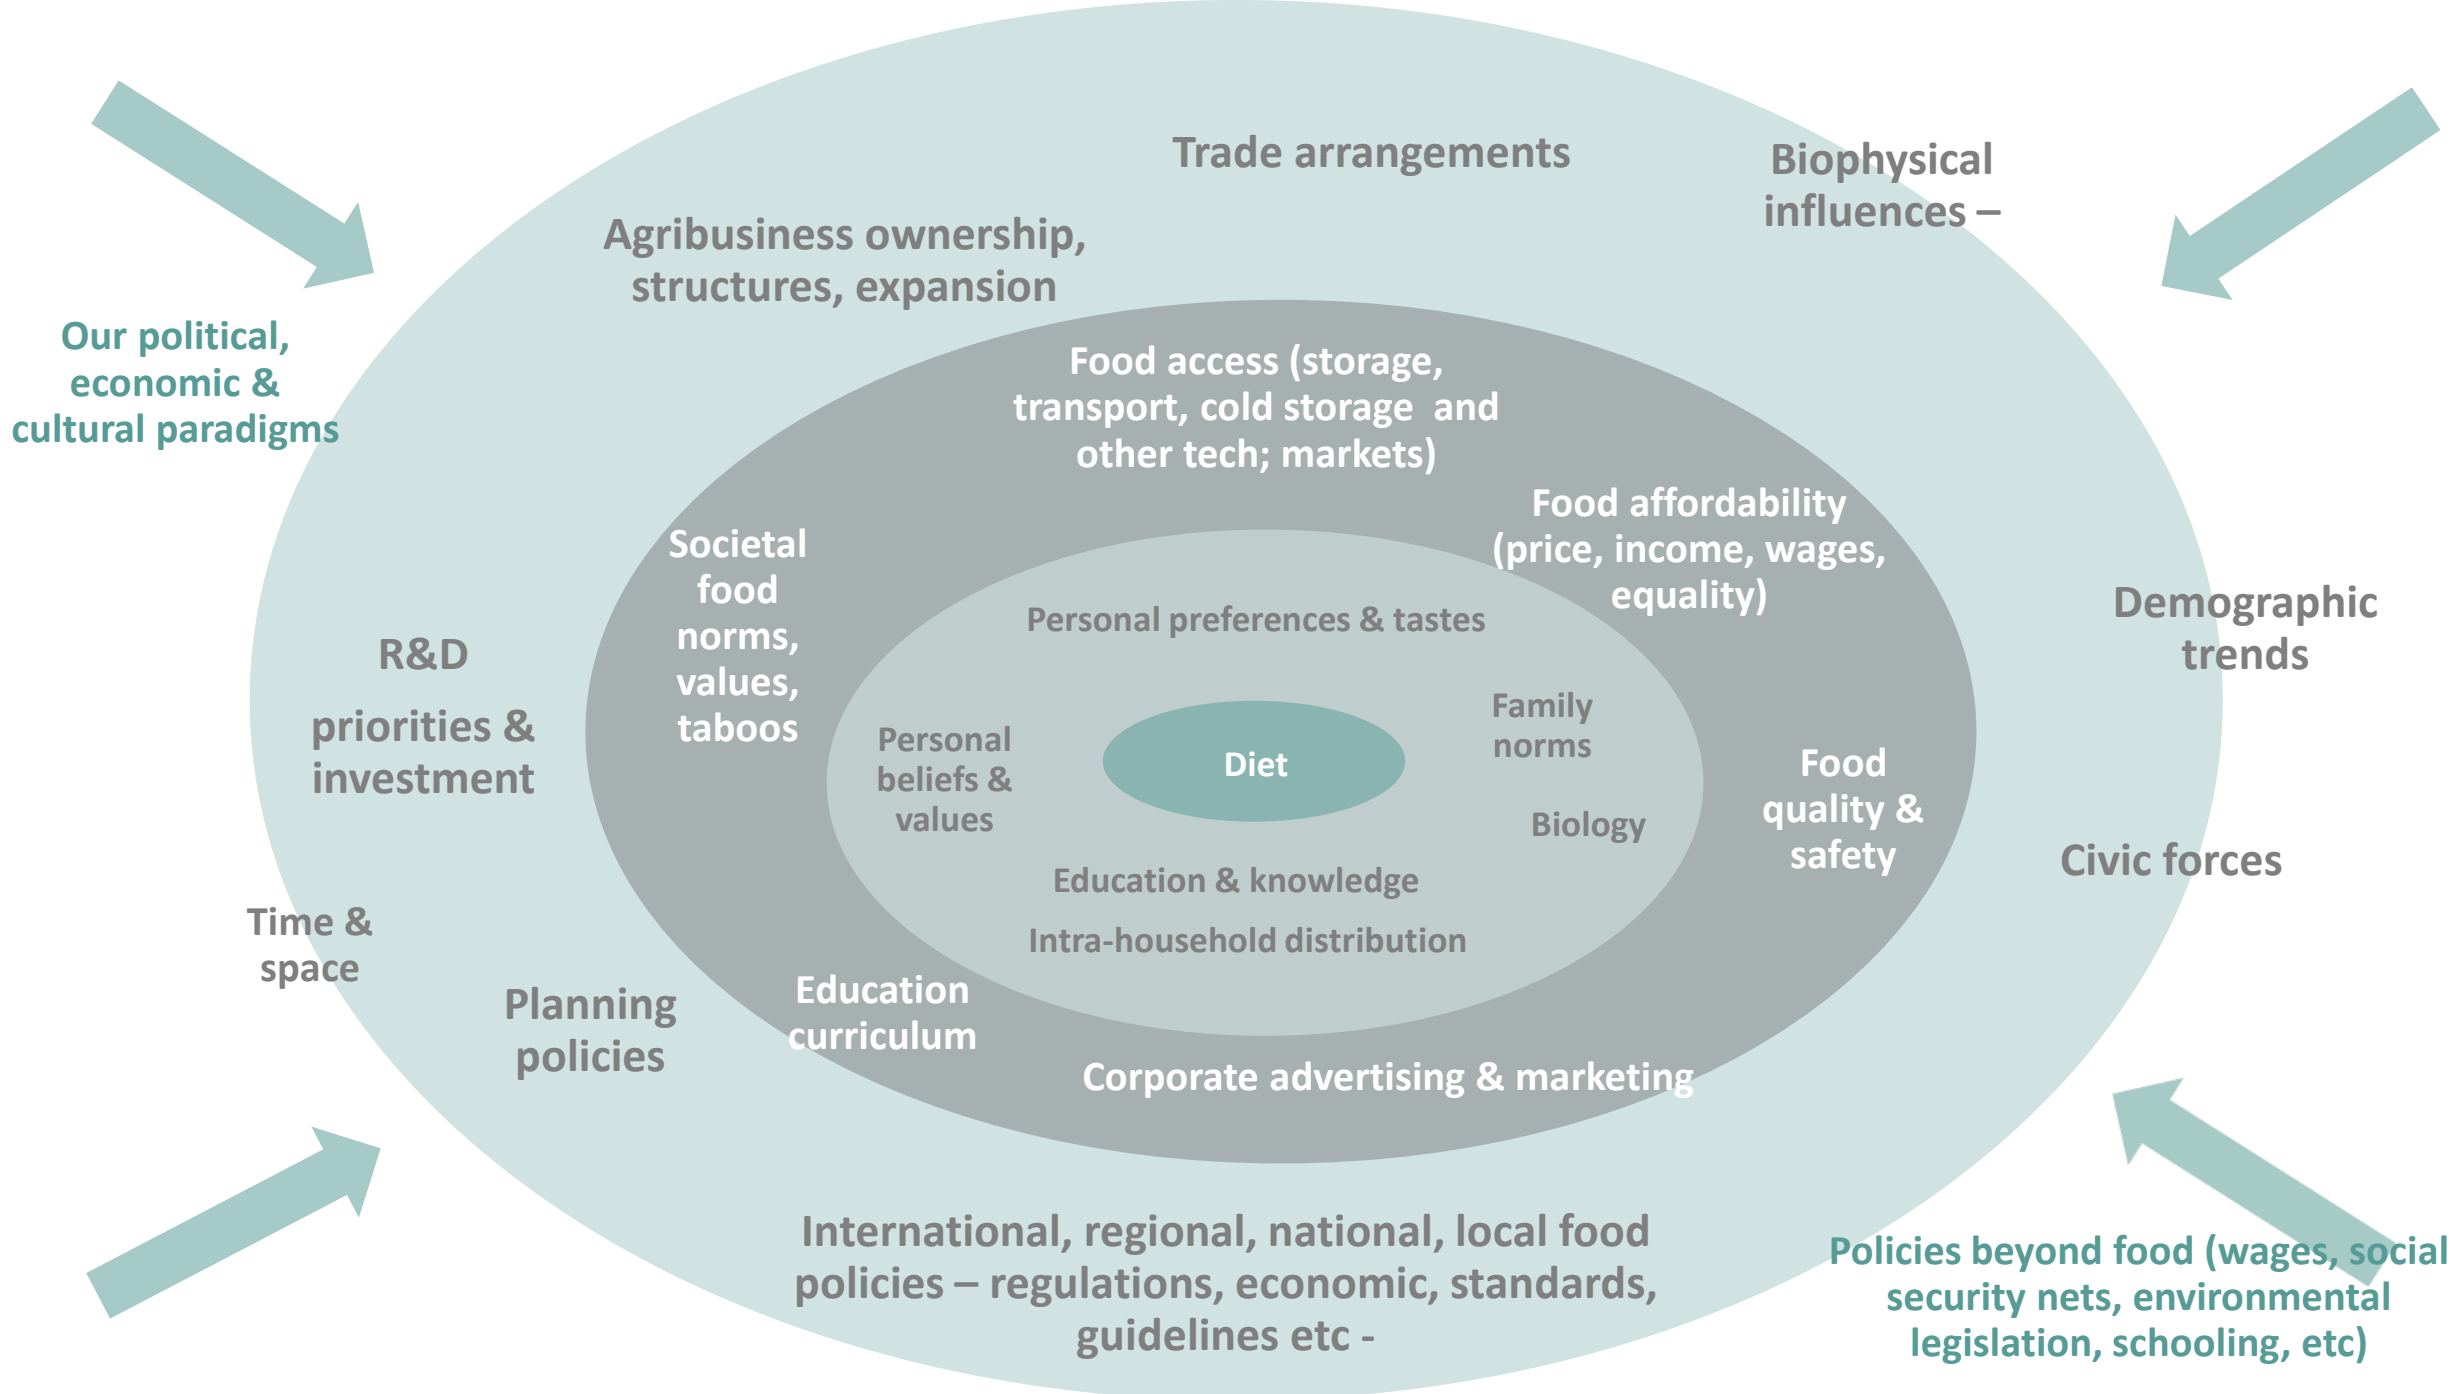 Trade arrangements
Biophysical
influences –
Agribusiness ownership,
structures, expansion
Our political,
economic &
cultural paradigms
Food access (storage,
transport, cold storage  and
other tech; markets)
Food affordability
(price, income, wages,
equality)
Societal
food
norms,
values,
taboos
Personal preferences & tastes
Demographic
trends
R&D
priorities &
investment
Family
norms
Personal
beliefs &
values
Diet
Food
quality &
safety
Biology
Civic forces
Education & knowledge
Intra-household distribution
Time &
space
Planning
policies
Education
curriculum
Corporate advertising & marketing
International, regional, national, local food
policies – regulations, economic, standards,
guidelines etc -
Policies beyond food (wages, social
security nets, environmental
legislation, schooling, etc)